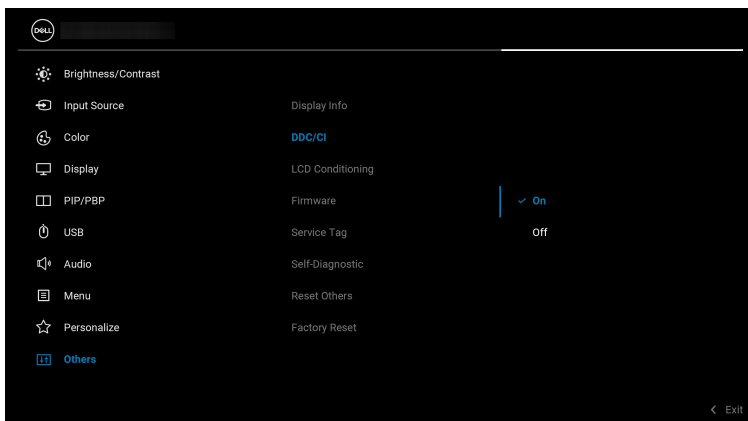 DELL
Brightness/Contrast
Input Source
Display Info
Color
DDC/CI
Display
LCD Conditioning
PIP/PBP
Firmware
On
USB
Service Tag
Off
Audio
Self-Diagnostic
Menu
Reset Others
Personalize
Factory Reset
Others
Exit